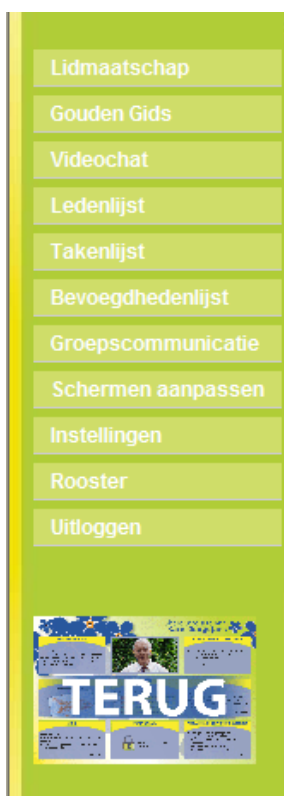 Lidmaatschap
Gouden Gids
Videochat
Ledenlijst
Takenlijst
Bevoegdhedenlijst
Groepscommunicatie
Schermen aanpassen
Instellingen
Rooster
Uitloggen
TERUG